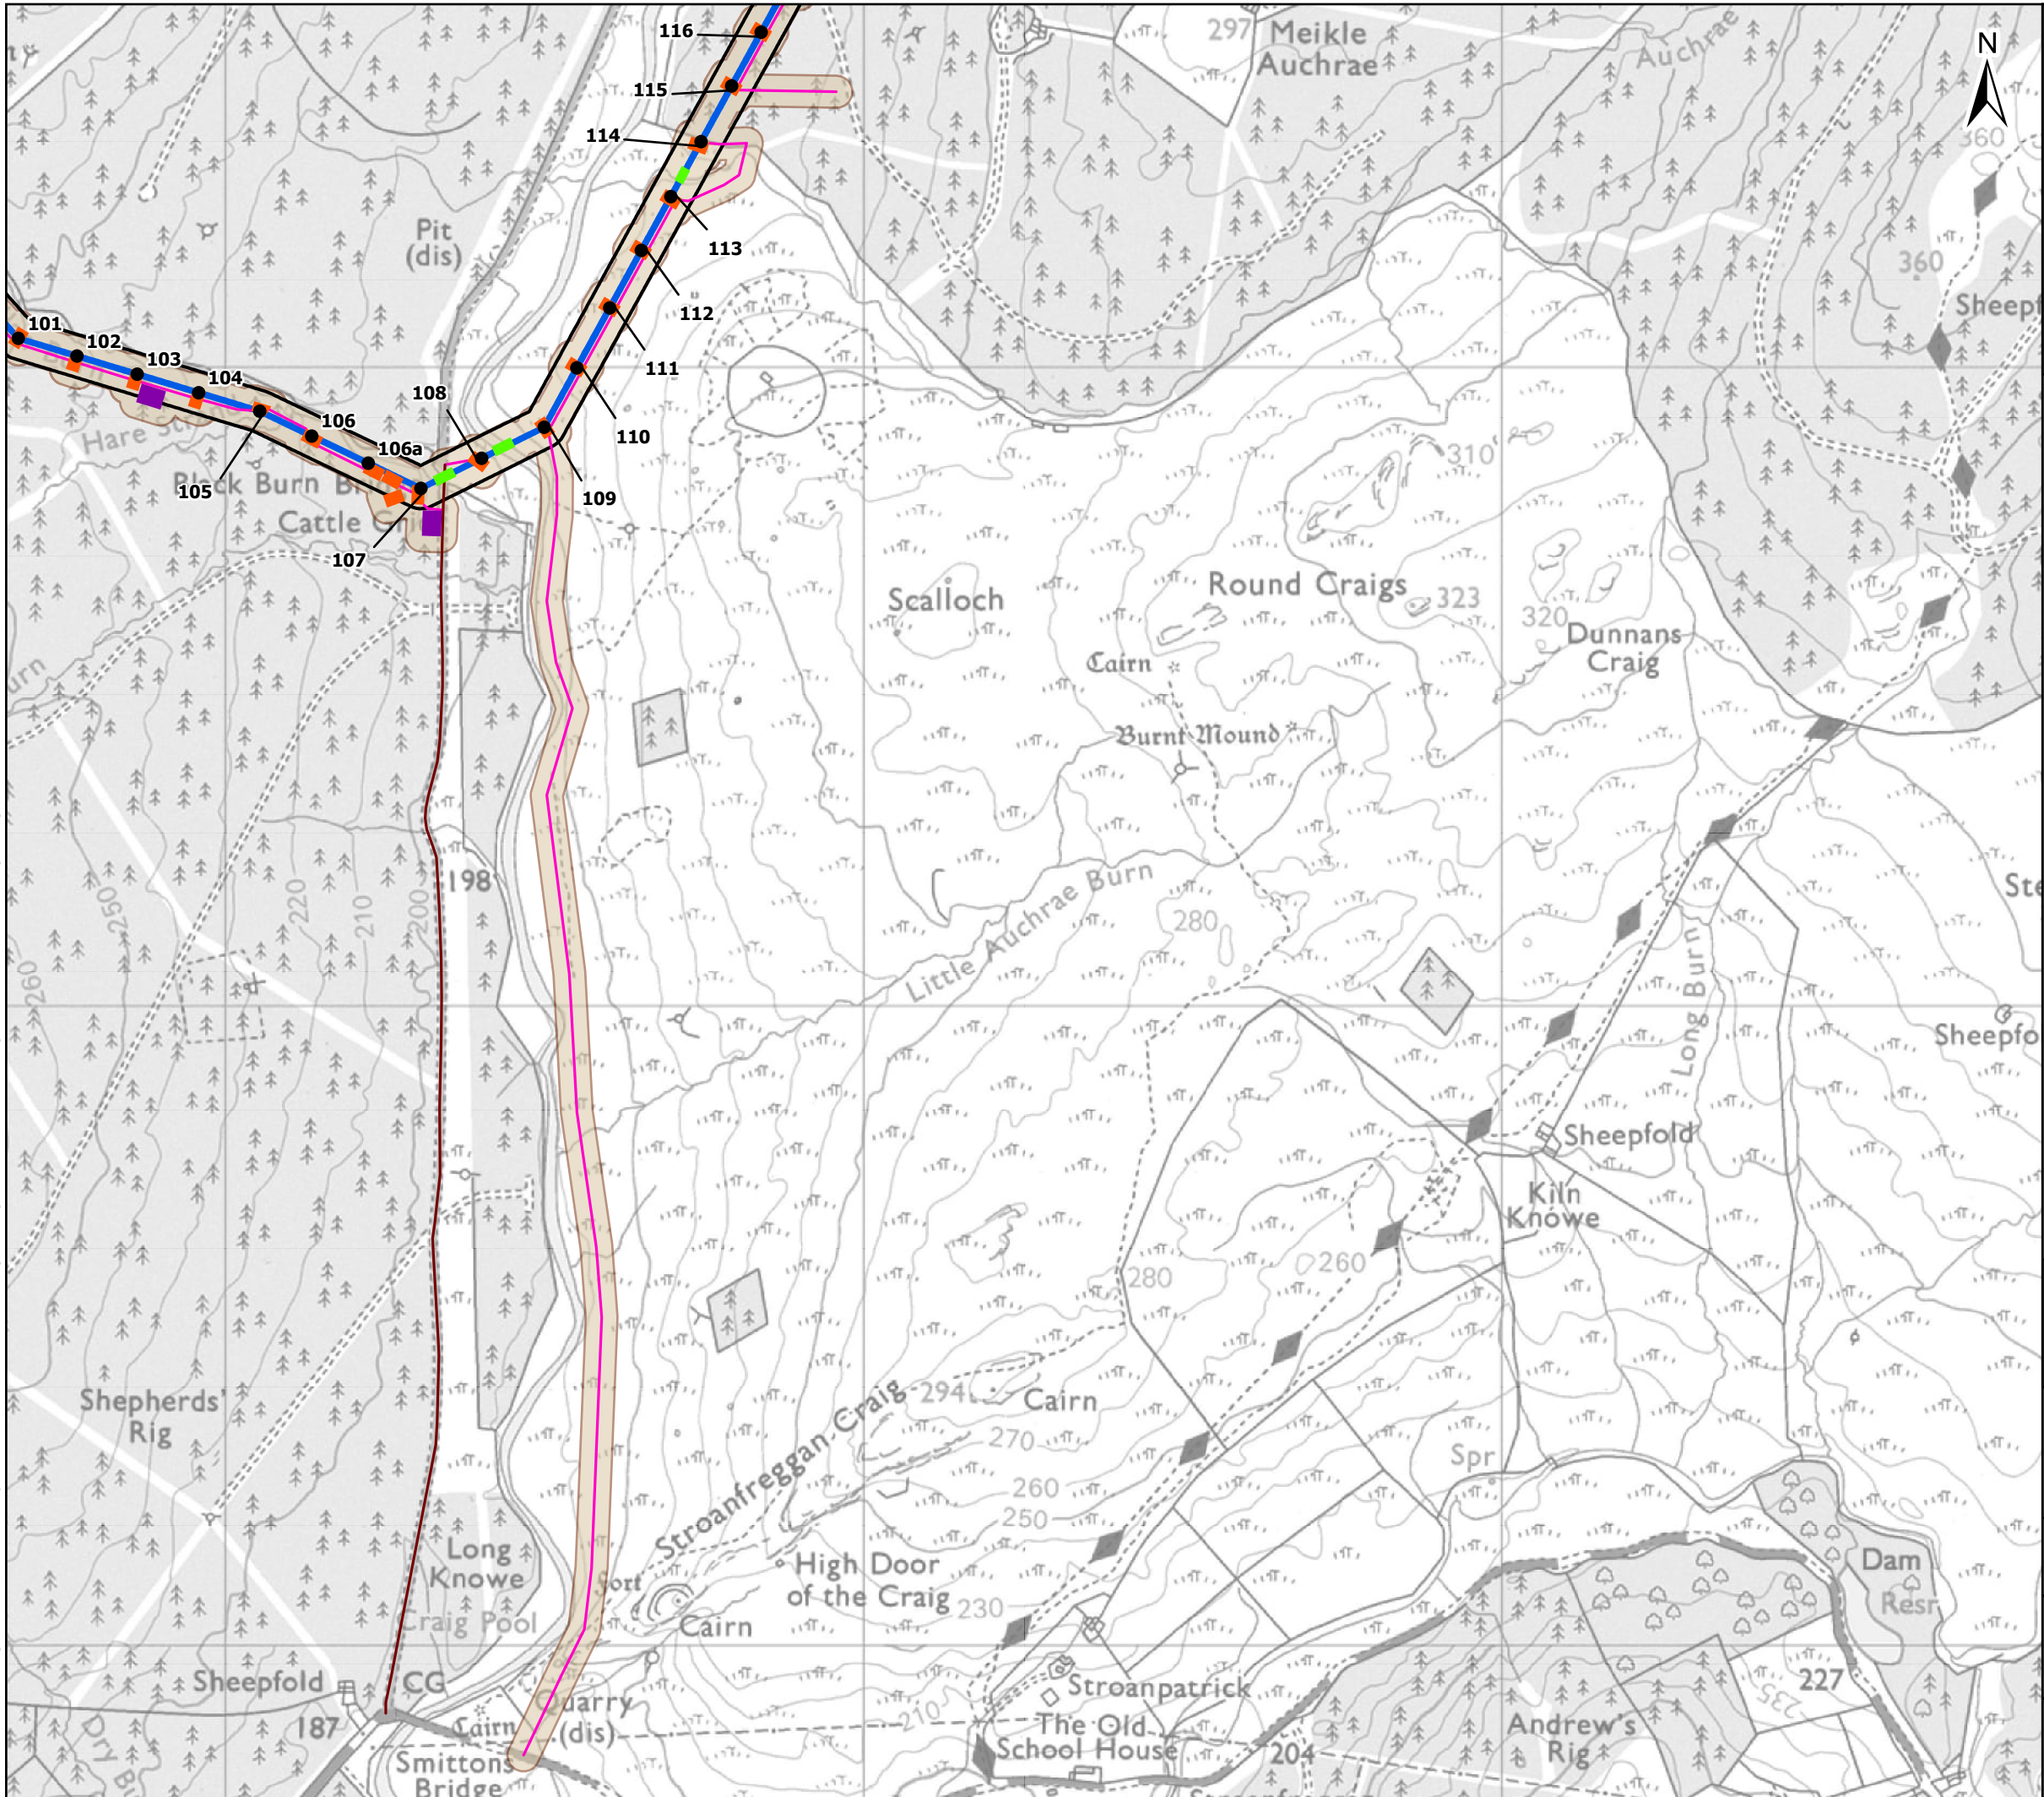 116
297
Meikle
Auchrae
Auchrae
N
115
114
360
Pit
(dis)
113
360
112
101
102
103
104
111
108
106
110
106a
Hare
310
105
109
Cattle
107
Scalloch
Round Craigs
323
320
Dunnans
Craig
Cairn
Burnt Mound
198
Little Auchrae Burn
280
250
220
210
200
260
Long Burn
Sheepfold
Kiln
Knowe
280
260
Shepherds'
Rig
294
Cairn
Stroanfreggan Craig
270
Spr
260
250
Long
Knowe
High Door
of the Craig
Dam
Resr
Fort
230
Craig Pool
Cairn
Sheepfold
CG
227
235
Stroanpatrick
187
Cairn
Quarry
(dis)
210
The Old
School House
204
Andrew's
Rig
Smittons
Bridge